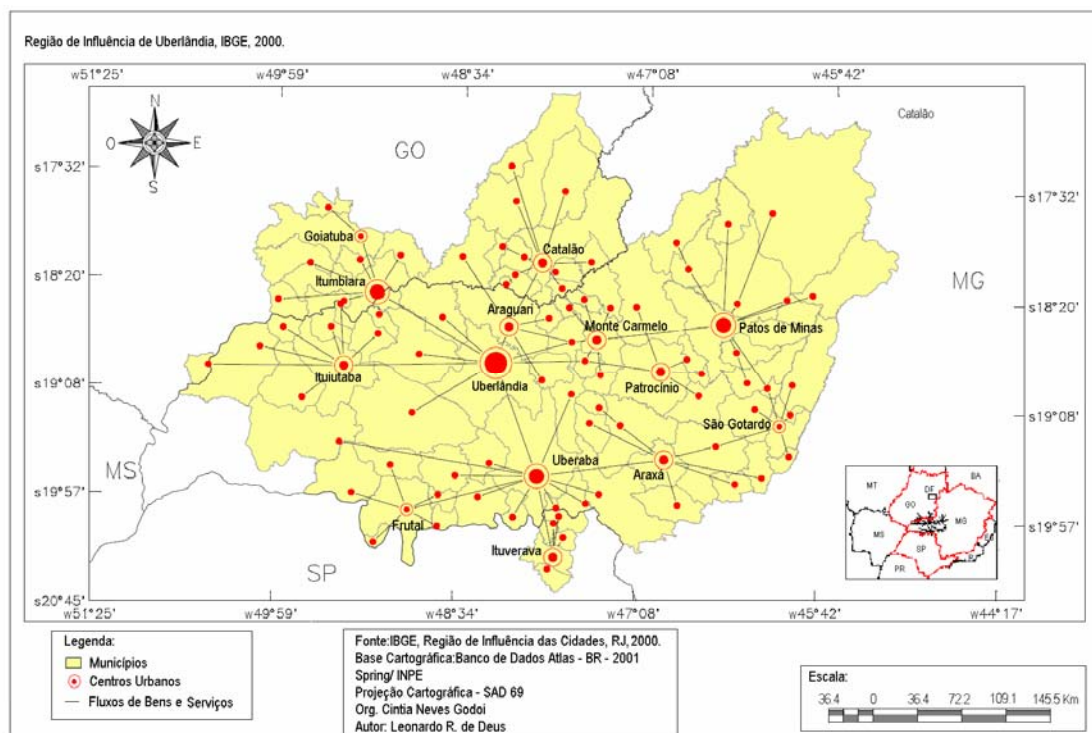 Região de Influência de Uberlândia, IBGE, 2000.
w51°25' w49°59' w48°34' w47°08' w45°42'
N
O E
S
Catalão
GO
s17°32' s17°32'
Goiatuba
Catalão
s18°20'
Itumbiara
MG
Araguari
s18°20'
Monte Carmelo
Patos de Minas
Uberlândia
Ituiutaba
Patrocínio
s19°08'
s19°08'
São Gotardo
Uberaba
Araxá
MS
s19°57'
Frutal
s19°57'
Ituverava
SP
MT DF BA
GO
MS MG
SP
PR
s20°45'
w51°25' w49°59' w48°34' w47°08' w45°42' w44°17'
Legenda:
Municípios
Centros Urbanos
Fluxos de Bens e Serviços
Fonte:IBGE, Região de Influência das Cidades, RJ,2000.
Base Cartográfica:Banco de Dados Atlas - BR - 2001
Spring/ INPE
Projeção Cartográfica - SAD 69
Org. Cintia Neves Godoi
Autor: Leonardo R. de Deus
Escala:
36.4 0 36.4 72.2 109.1 145.5 Km